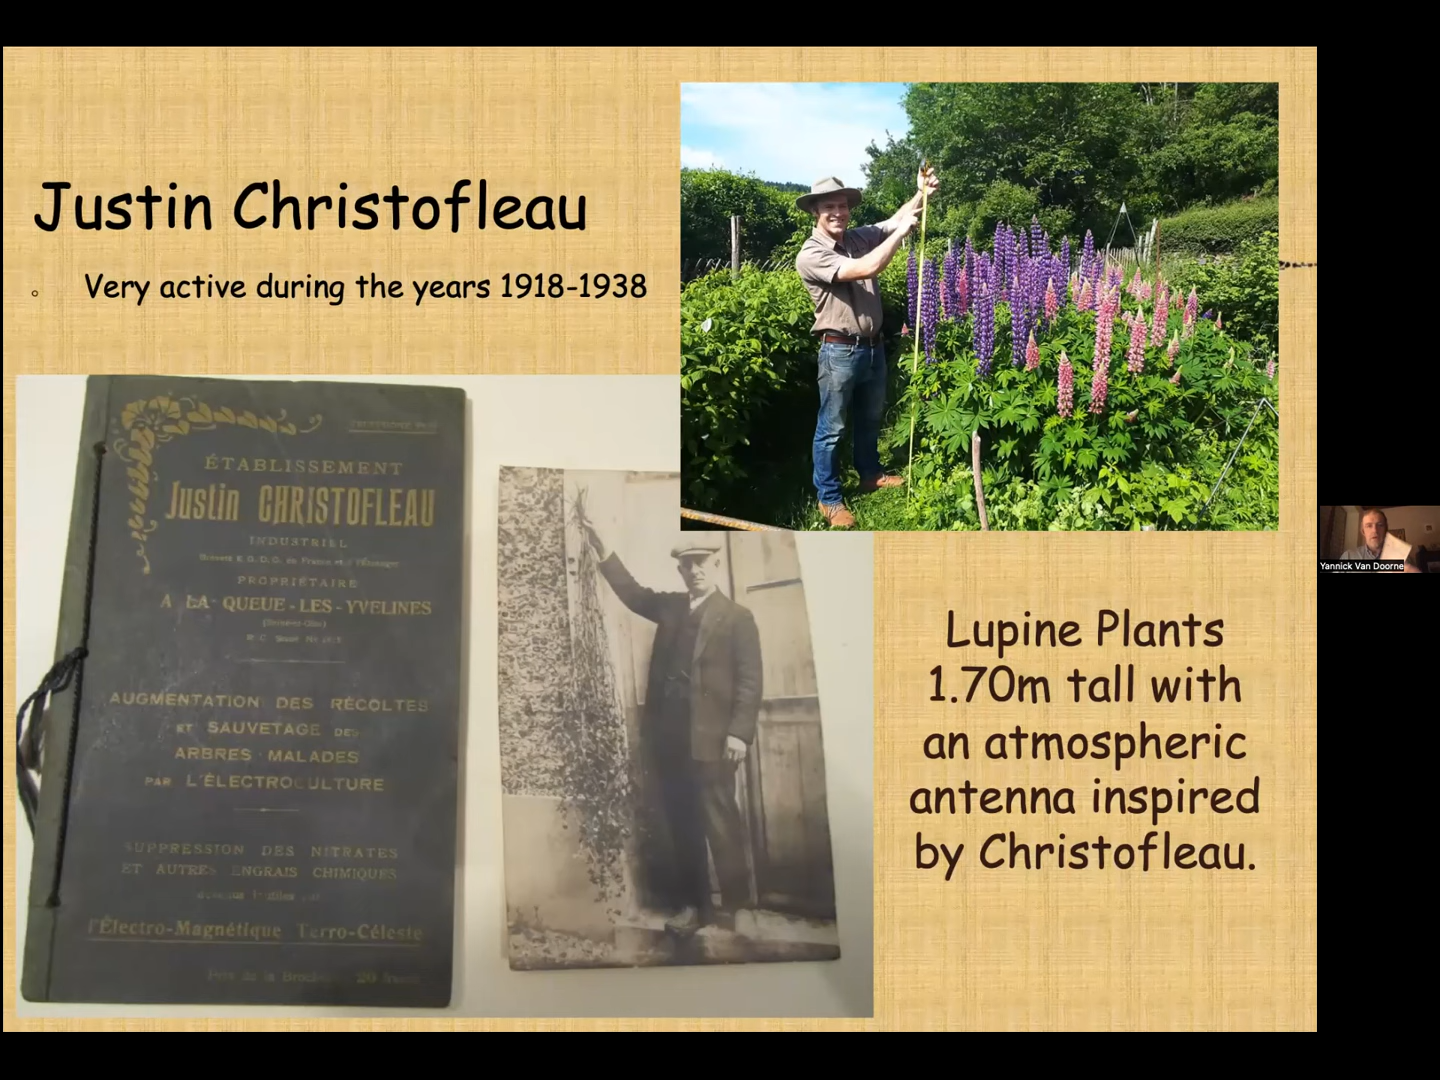 Justin Christofleau
Very active during the years 1918-1938
ÉTABLISSEMENT
Justin CHRISTOFLEAU
INDUSTRIEL
PROPRIÉTAIRE
A LA QUEUE-LES-YVELINES
AUGMENTATION DES RÉCOLTES
ET SAUVETAGE DES
ARBRES MALADES
PAR L'ÉLECTROCULTURE
SUPPRESSION DES NITRATES
ET AUTRES ENGRAIS CHIMIQUES
l'Électro-Magnétique Terro-Céleste
Lupine Plants
1.70m tall with
an atmospheric
antenna inspired
by Christofleau.
Yannick Van Doorne